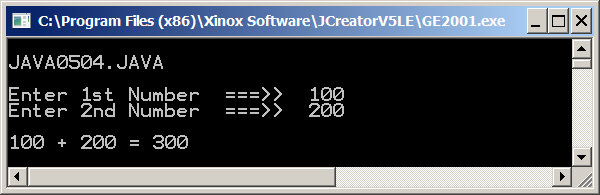 C:\Program Files (x86)\Xinox Software\JCreatorV5LE\GE2001.exe
JAVA0504.JAVA
Enter 1st Number  ===>>  100
Enter 2nd Number  ===>>  200
100 + 200 = 300